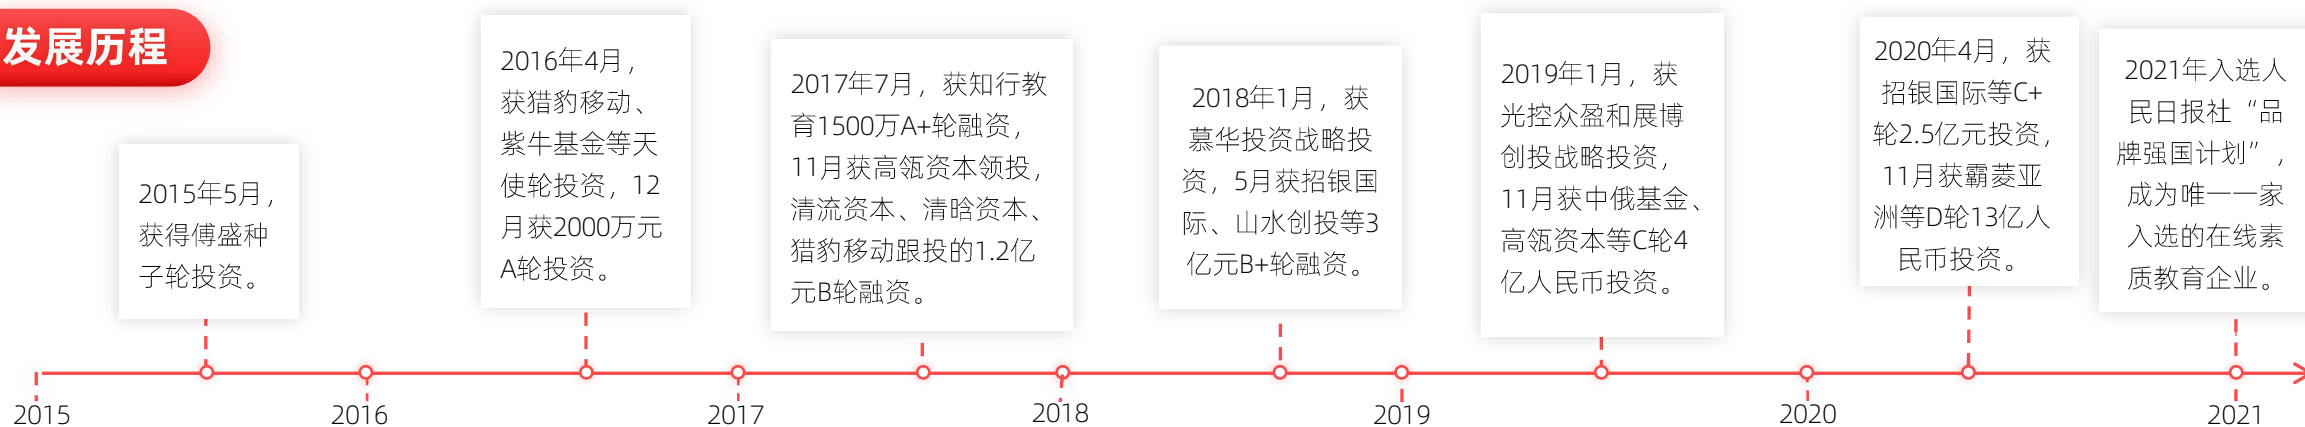 发展历程
2015年5月，
获得傅盛种
子轮投资。
2016年4月，
获猎豹移动、
紫牛基金等天
使轮投资，12
月获2000万元
A轮投资。
2017年7月，获知行教
育1500万A+轮融资，
11月获高瓴资本领投，
清流资本、清晗资本、
猎豹移动跟投的1.2亿
元B轮融资。
2018年1月，获
慕华投资战略投
资，5月获招银国
际、山水创投等3
亿元B+轮融资。
2019年1月，获
光控众盈和展博
创投战略投资，
11月获中俄基金、
高瓴资本等C轮4
亿人民币投资。
2020年4月，获
招银国际等C+
轮2.5亿元投资，
11月获霸菱亚
洲等D轮13亿人
民币投资。
2021年入选人
民日报社“品
牌强国计划”，
成为唯一一家
入选的在线素
质教育企业。
2015
2016
2017
2018
2019
2020
2021